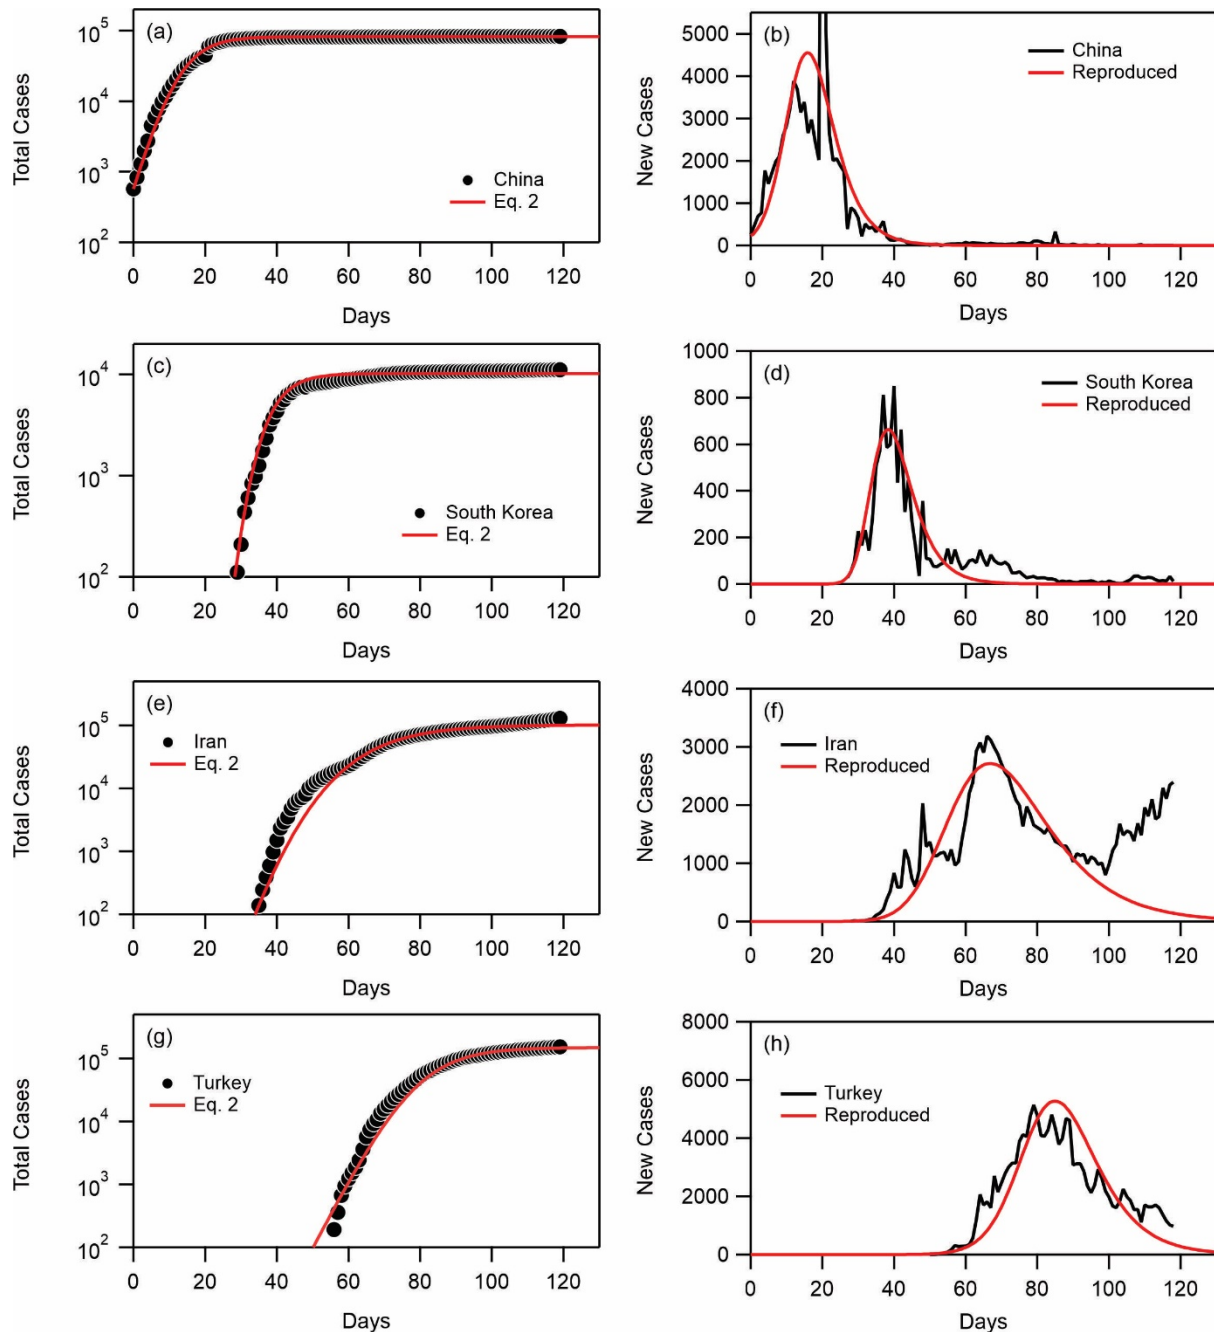 (a)
Total Cases
10^5
10^4
10^3
10^2
China
Eq. 2
0 20 40 60 80 100 120
Days
(b)
New Cases
5000
4000
3000
2000
1000
0
China
Reproduced
0 20 40 60 80 100 120
Days
(c)
Total Cases
10^4
10^3
10^2
South Korea
Eq. 2
0 20 40 60 80 100 120
Days
(d)
New Cases
1000
800
600
400
200
0
South Korea
Reproduced
0 20 40 60 80 100 120
Days
(e)
Total Cases
10^5
10^4
10^3
10^2
Iran
Eq. 2
0 20 40 60 80 100 120
Days
(f)
New Cases
4000
3000
2000
1000
0
Iran
Reproduced
0 20 40 60 80 100 120
Days
(g)
Total Cases
10^5
10^4
10^3
10^2
Turkey
Eq. 2
0 20 40 60 80 100 120
Days
(h)
New Cases
8000
6000
4000
2000
0
Turkey
Reproduced
0 20 40 60 80 100 120
Days